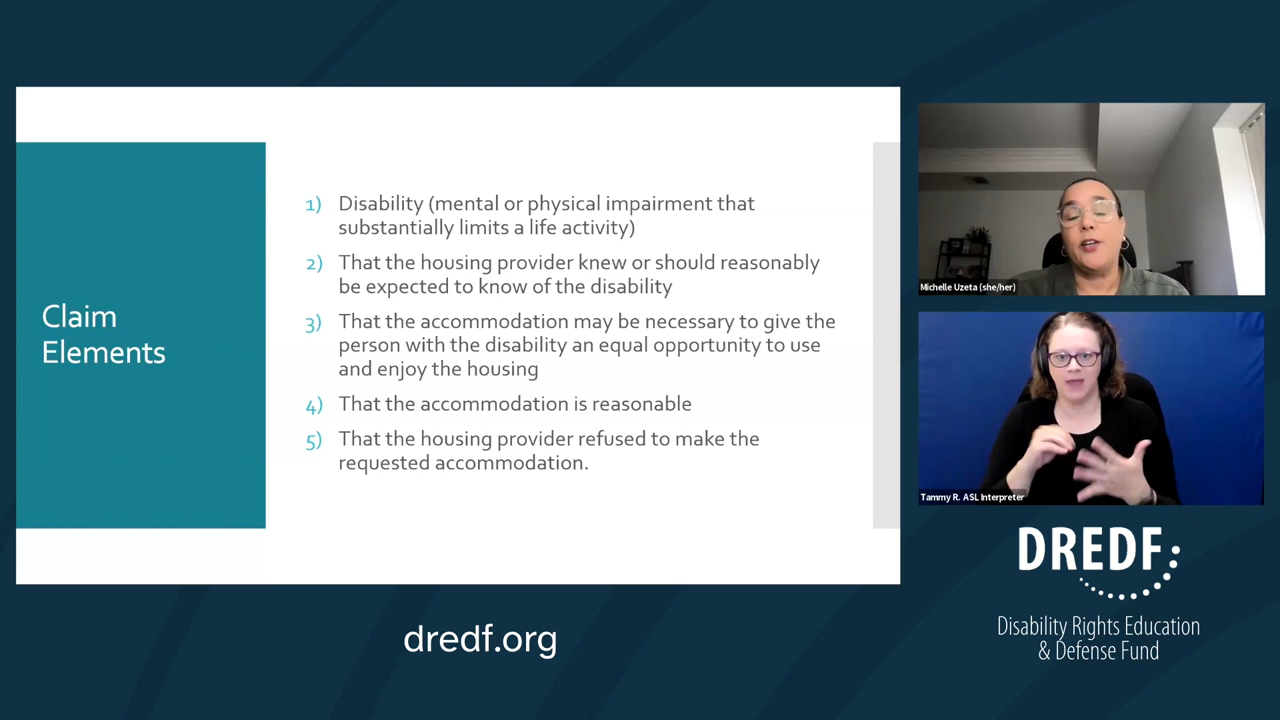 Claim
Elements
1) Disability (mental or physical impairment that
substantially limits a life activity)
2) That the housing provider knew or should reasonably
be expected to know of the disability
3) That the accommodation may be necessary to give the
person with the disability an equal opportunity to use
and enjoy the housing
4) That the accommodation is reasonable
5) That the housing provider refused to make the
requested accommodation.
Michelle Uzeta (she/her)
Tammy R. ASL Interpreter
DREDF
Disability Rights Education
& Defense Fund
dredf.org